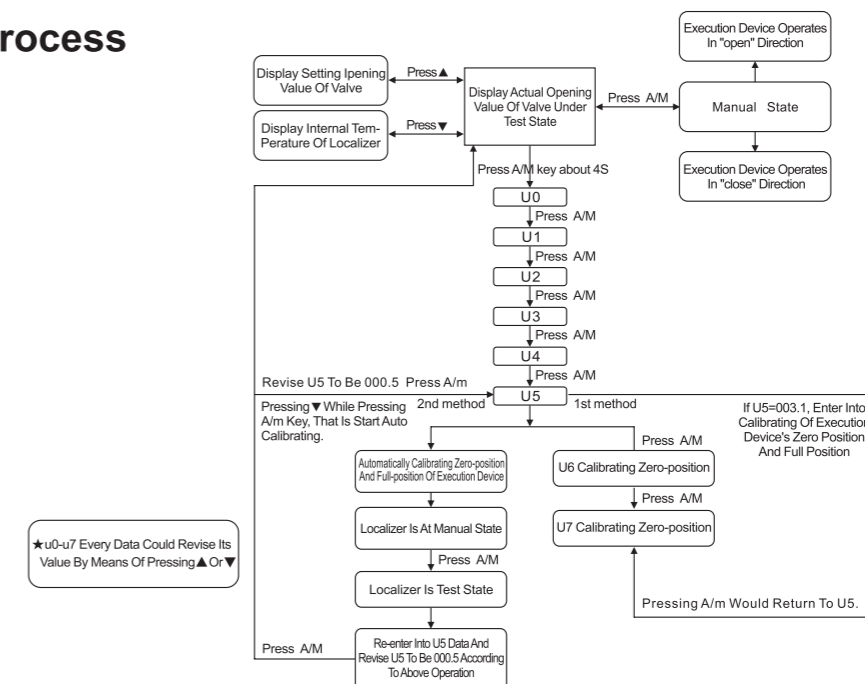 rocess
Execution Device Operates
In "open" Direction
Display Setting Ipening
Value Of Valve
Press▲
Display Actual Opening
Value Of Valve Under
Test State
Press A/M
Manual State
Display Internal Tem-
Perature Of Localizer
Press▼
Execution Device Operates
In "close" Direction
Press A/M key about 4S
U0
Press A/M
U1
Press A/M
U2
Press A/M
U3
Press A/M
U4
Press A/M
Revise U5 To Be 000.5 Press A/m
U5
2nd method
1st method
Pressing▼While Pressing
A/m Key, That Is Start Auto
Calibrating.
If U5=003.1, Enter Into
Calibrating Of Execution
Device's Zero Position
And Full Position
Automatically Calibrating Zero-position
And Full-position Of Execution Device
Press A/M
U6 Calibrating Zero-position
Press A/M
Localizer Is At Manual State
U7 Calibrating Zero-position
★u0-u7 Every Data Could Revise Its
Value By Means Of Pressing▲Or▼
Press A/M
Localizer Is Test State
Pressing A/m Would Return To U5.
Press A/M
Re-enter Into U5 Data And
Revise U5 To Be 000.5 According
To Above Operation